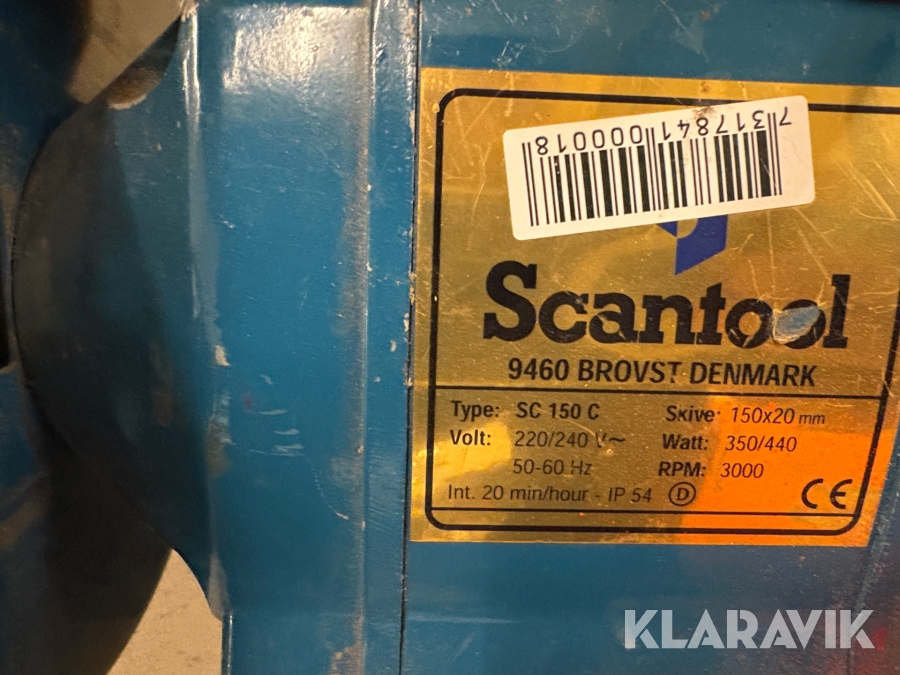 7317841000018
Scantool
9460 BROVST DENMARK
Type: SC 150 C Skive: 150x20 mm
Volt: 220/240 V~ Watt: 350/440
50-60 Hz RPM: 3000
Int. 20 min/hour - IP 54 D CE
KLARAVIK